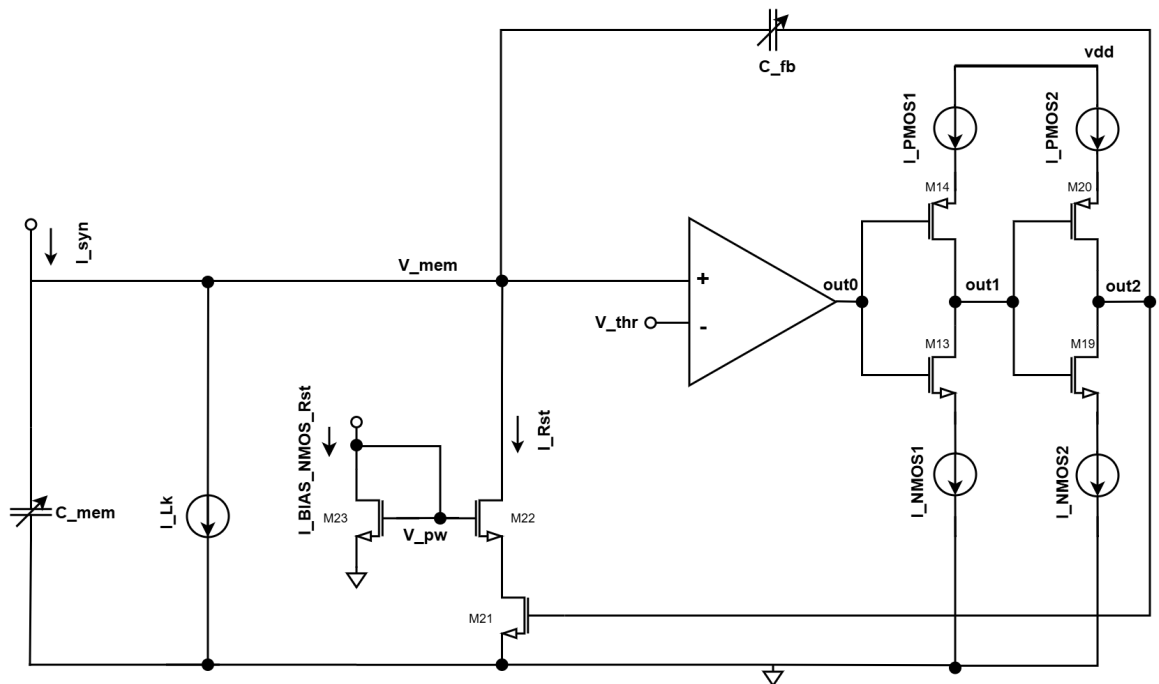 C_fb
vdd
I_PMOS1
I_PMOS2
M14
M20
I_syn
V_mem
+
out0
out1
out2
V_thr
-
M13
M19
I_BIAS_NMOS_Rst
I_Rst
I_NMOS1
I_NMOS2
C_mem
I_Lk
M23
M22
V_pw
M21